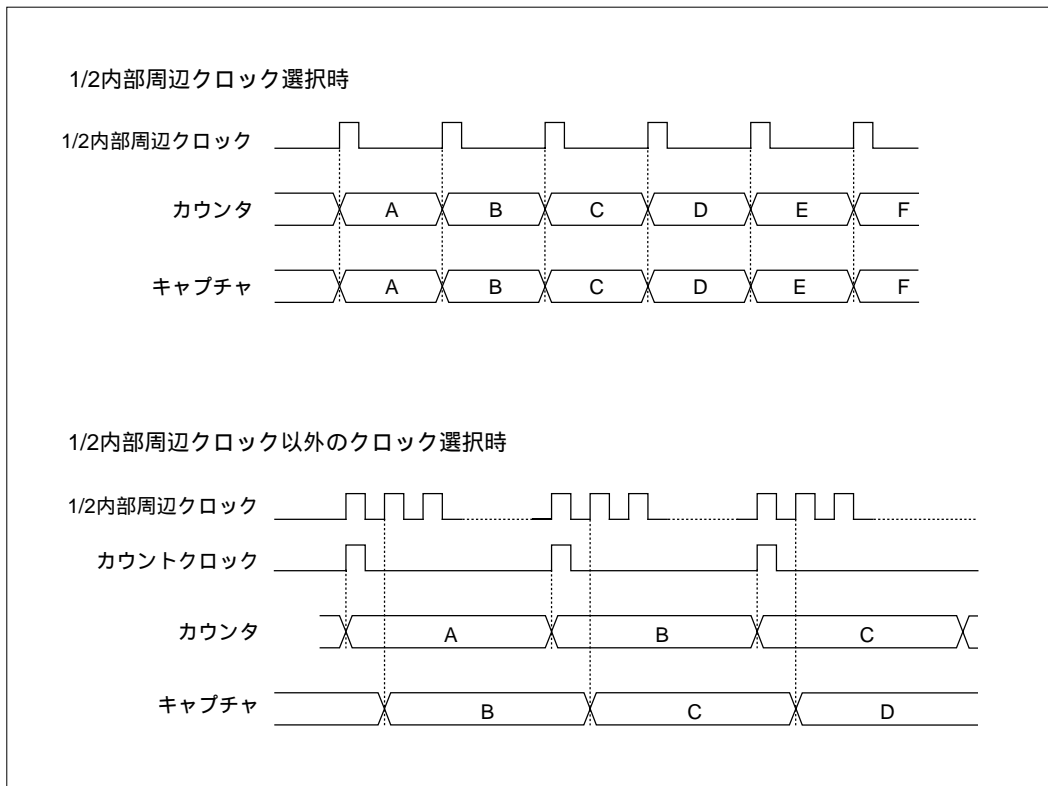 1/2内部周辺クロック選択時
1/2内部周辺クロック
カウンタ A B C D E F
キャプチャ A B C D E F
1/2内部周辺クロック以外のクロック選択時
1/2内部周辺クロック
カウントクロック
カウンタ A B C
キャプチャ B C D